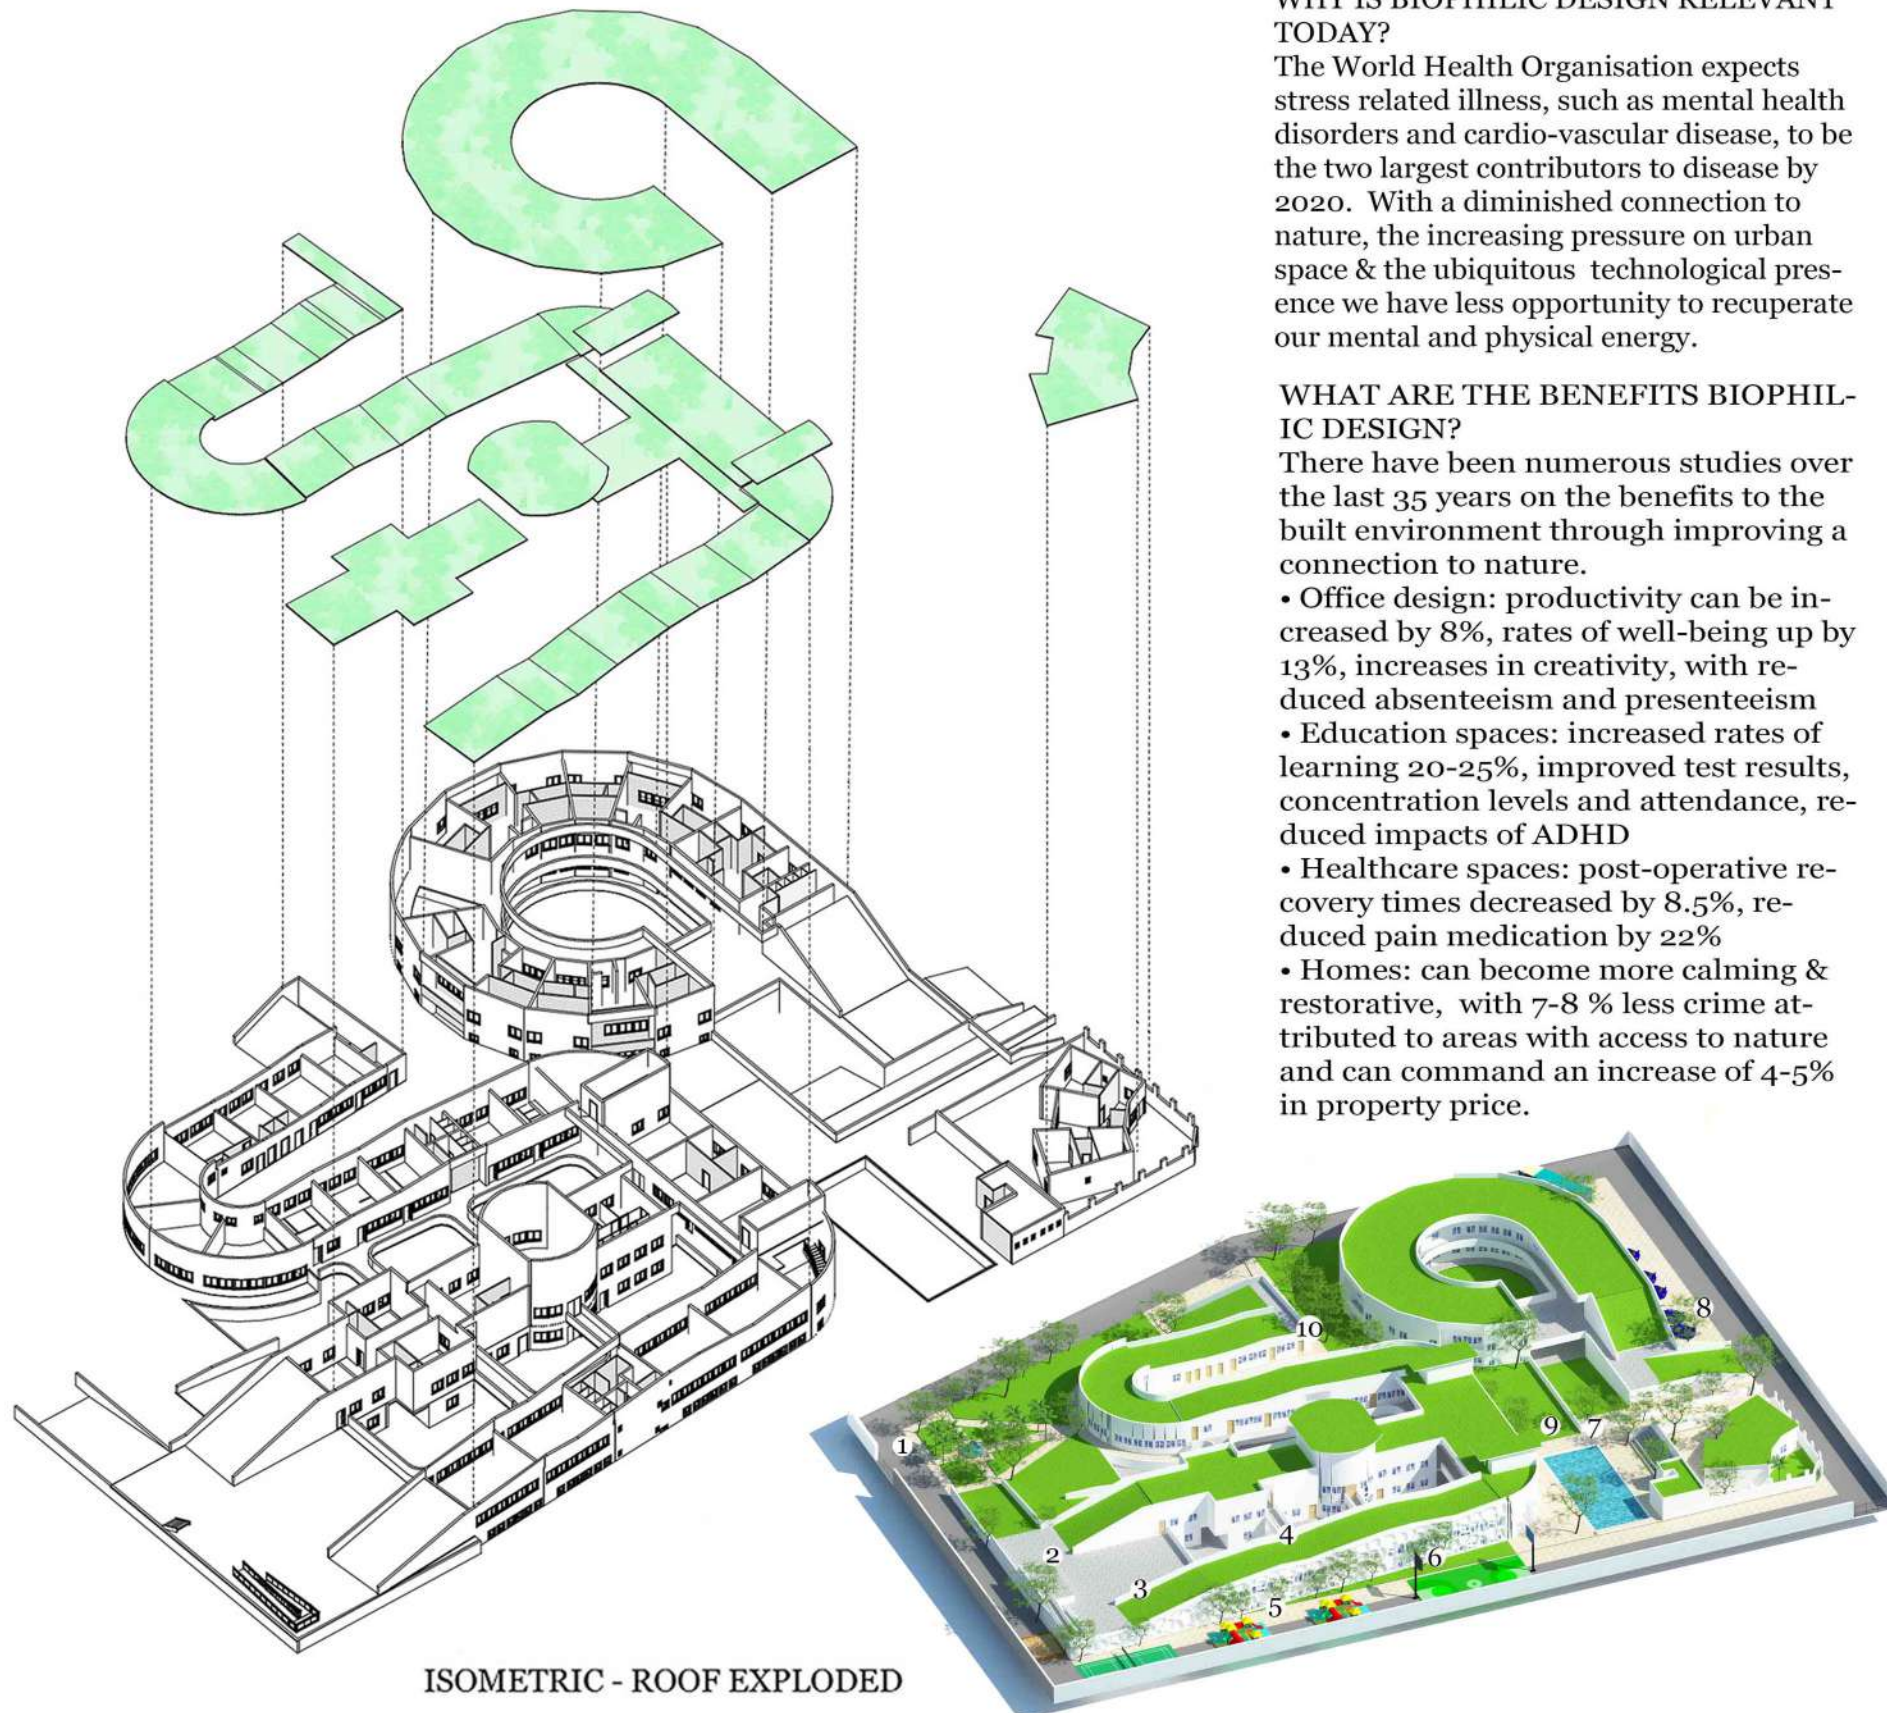 WHY IS BIOPHILIC DESIGN RELEVANT
TODAY?
The World Health Organisation expects
stress related illness, such as mental health
disorders and cardio-vascular disease, to be
the two largest contributors to disease by
2020. With a diminished connection to
nature, the increasing pressure on urban
space & the ubiquitous technological pres-
ence we have less opportunity to recuperate
our mental and physical energy.
WHAT ARE THE BENEFITS BIOPHIL-
IC DESIGN?
There have been numerous studies over
the last 35 years on the benefits to the
built environment through improving a
connection to nature.
• Office design: productivity can be in-
creased by 8%, rates of well-being up by
13%, increases in creativity, with re-
duced absenteeism and presenteeism
• Education spaces: increased rates of
learning 20-25%, improved test results,
concentration levels and attendance, re-
duced impacts of ADHD
• Healthcare spaces: post-operative re-
covery times decreased by 8.5%, re-
duced pain medication by 22%
• Homes: can become more calming &
restorative, with 7-8 % less crime at-
tributed to areas with access to nature
and can command an increase of 4-5%
in property price.
8
10
9
7
1
4
2
6
3
5
ISOMETRIC - ROOF EXPLODED